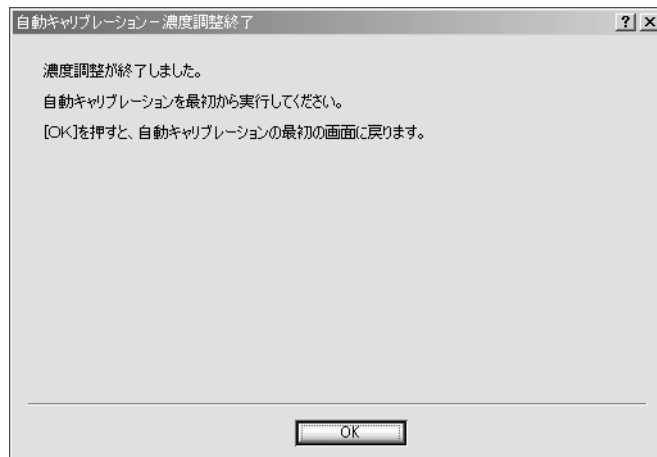 自動キャリブレーション－濃度調整終了
濃度調整が終了しました。
自動キャリブレーションを最初から実行してください。
[OK]を押すと、自動キャリブレーションの最初の画面に戻ります。
OK